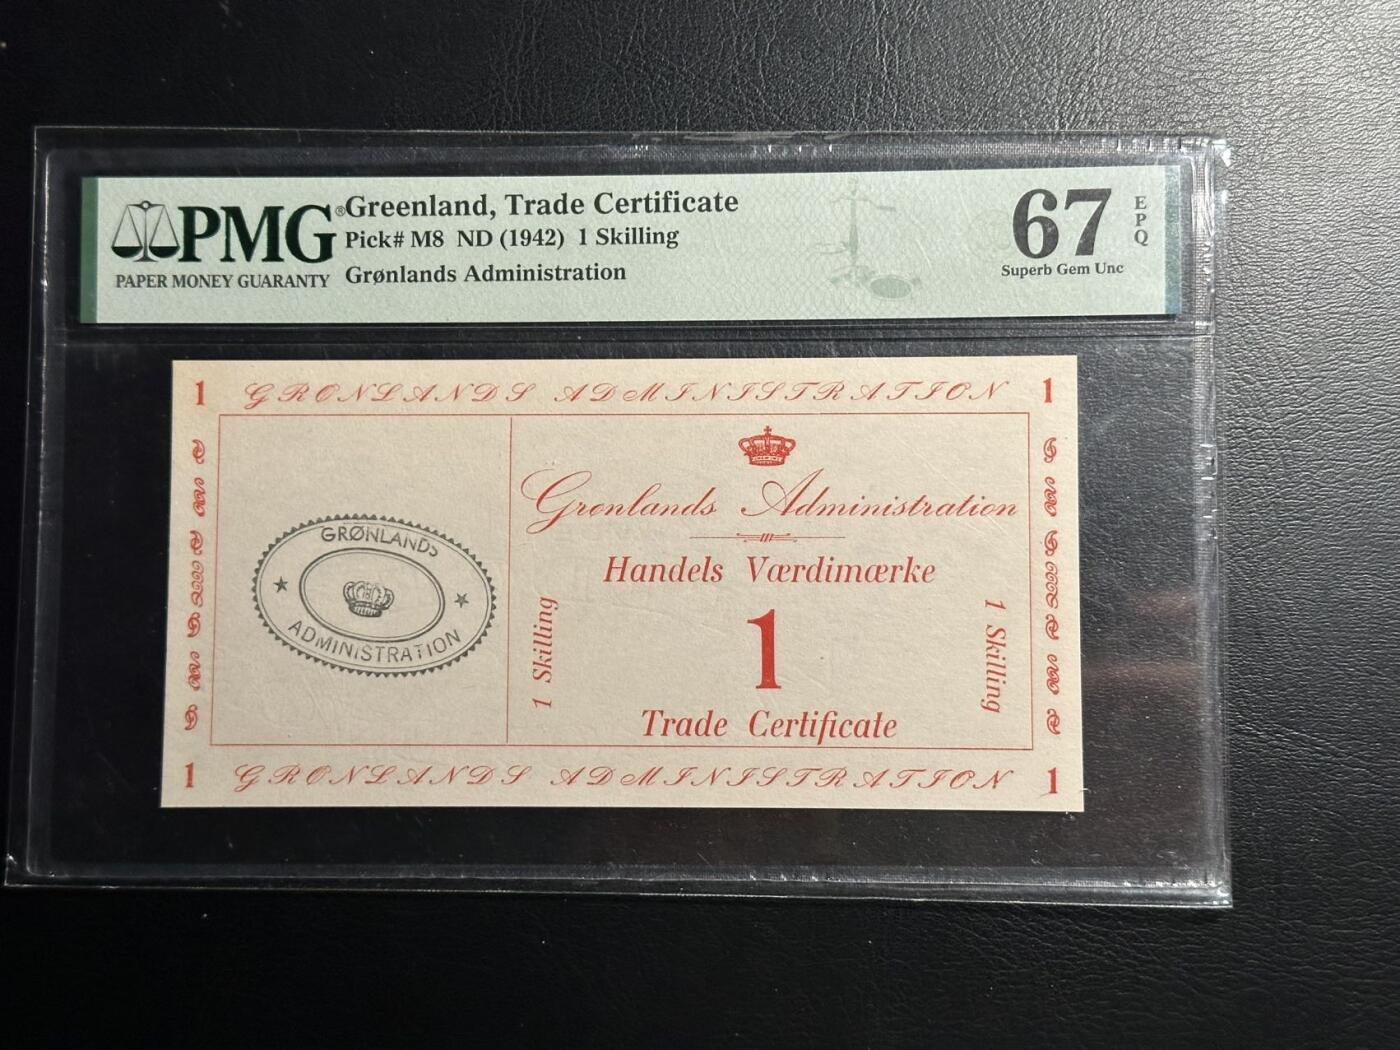 PMG®
PAPER MONEY GUARANTY
Greenland, Trade Certificate
Pick# M8 ND (1942) 1 Skilling
Grønlands Administration
67
EPQ
Superb Gem Unc
1 GRØNLANDS ADMINISTRATION 1
GRØNLANDS
ADMINISTRATION
Grønlands Administration
Handels Værdimærke
1 Skilling
1
1 Skilling
Trade Certificate
1 GRØNLANDS ADMINISTRATION 1